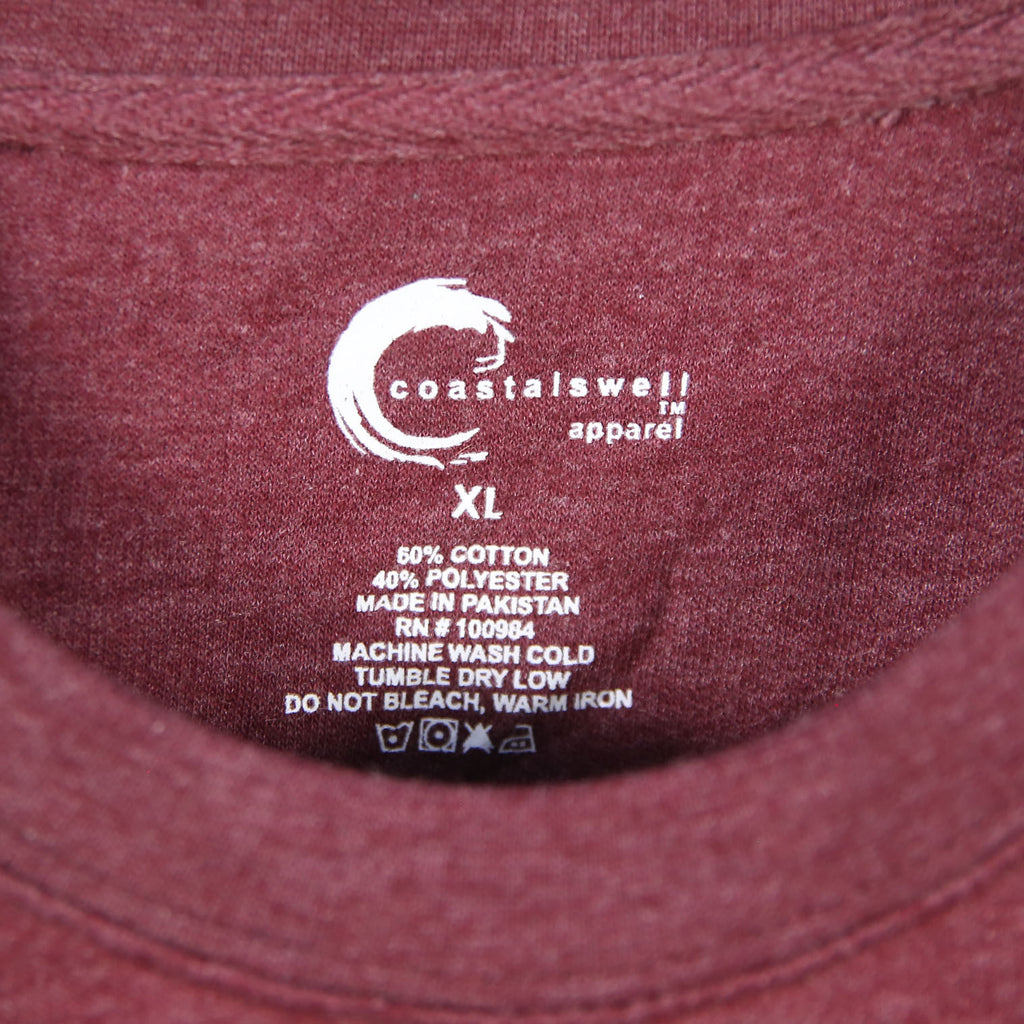 coastalswell
TM
apparel
XL
60% COTTON
40% POLYESTER
MADE IN PAKISTAN
RN # 100984
MACHINE WASH COLD
TUMBLE DRY LOW
DO NOT BLEACH, WARM IRON